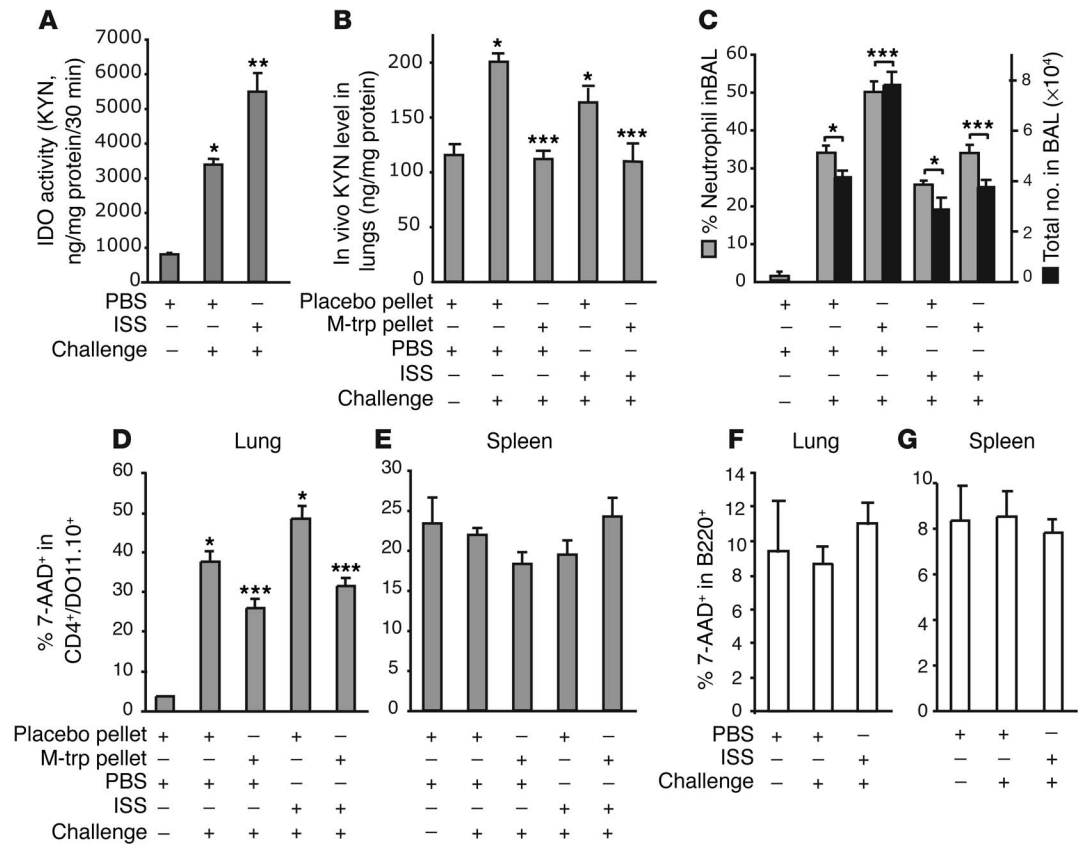 A
IDO activity (KYN,
ng/mg protein/30 min)
7000
6000
5000
4000
3000
2000
1000
0
*
**
PBS + + –
ISS – – +
Challenge – + +
B
In vivo KYN level in
lungs (ng/mg protein)
200
150
100
50
0
*
***
*
***
Placebo pellet + + – + –
M-trp pellet – – + – +
PBS + + + – –
ISS – – – + +
Challenge – + + + +
C
% Neutrophil inBAL
60
50
40
30
20
10
0
*
***
*
***
8
6
4
2
0
Total no. in BAL (×10⁴)
+ + – + –
– – + – +
+ + + – –
– – – + +
– + + + +
D Lung
% 7-AAD⁺ in
CD4⁺/DO11.10⁺
60
50
40
30
20
10
0
*
***
*
***
Placebo pellet + + – + –
M-trp pellet – – + – +
PBS + + + – –
ISS – – – + +
Challenge – + + + +
E Spleen
30
25
20
15
10
5
0
+ + – + –
– – + – +
+ + + – –
– – – + +
– + + + +
F Lung
% 7-AAD⁺ in B220⁺
14
12
10
8
6
4
2
0
PBS + + –
ISS – – +
Challenge – + +
G Spleen
10
8
6
4
2
0
+ + –
– – +
– + +